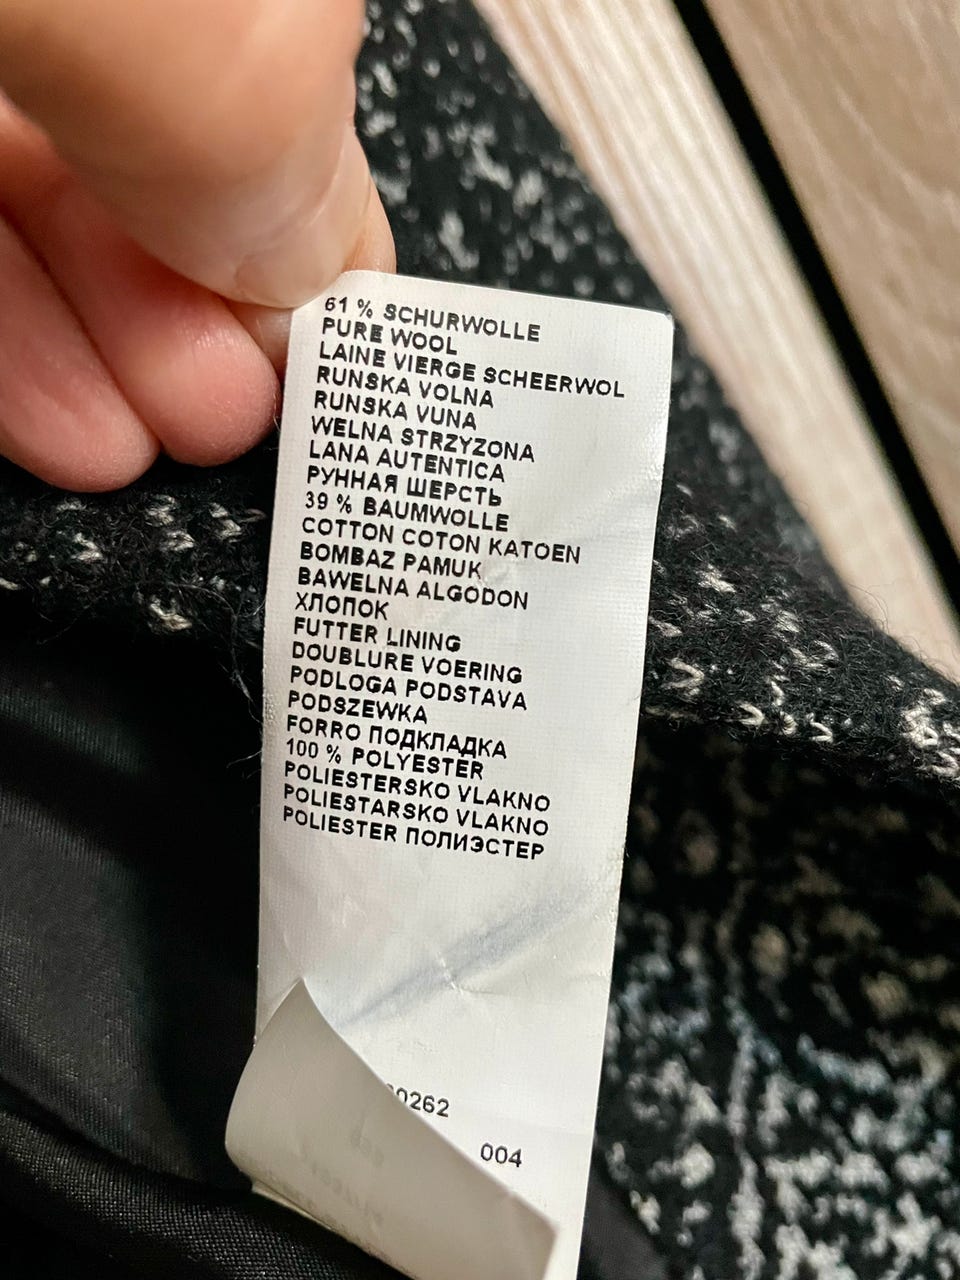 61 % SCHURWOLLE
PURE WOOL
LAINE VIERGE SCHEERWOL
RUNSKA VOLNA
RUNSKA VUNA
WELNA STRZYZONA
LANA AUTENTICA
РУННАЯ ШЕРСТЬ
39 % BAUMWOLLE
COTTON COTON KATOEN
BOMBAZ PAMUK
BAWELNA ALGODON
ХЛОПОК
FUTTER LINING
DOUBLURE VOERING
PODLOGA PODSTAVA
PODSZEWKA
FORRO ПОДКЛАДКА
100 % POLYESTER
POLIESTERSKO VLAKNO
POLIESTARSKO VLAKNO
POLIESTER ПОЛИЭСТЕР
004